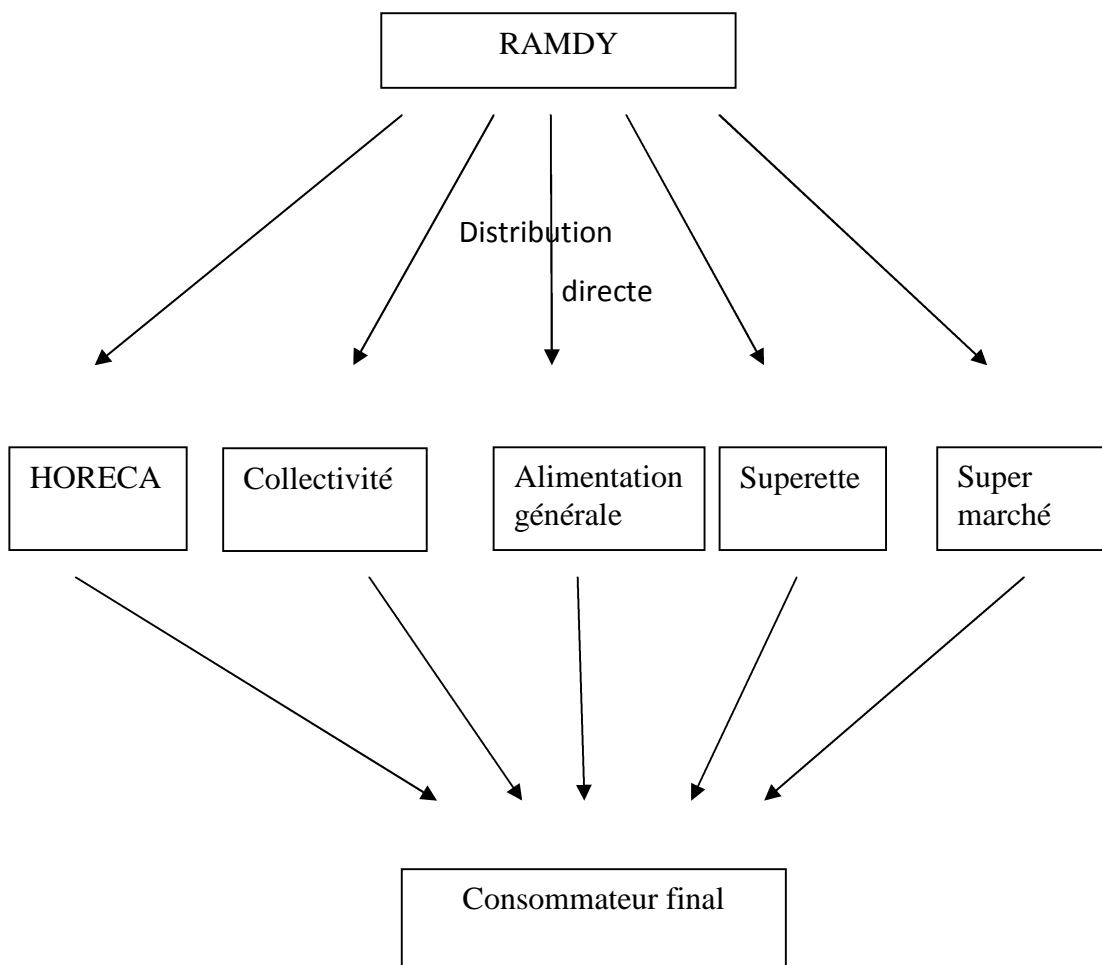 RAMDY
Distribution
directe
HORECA
Collectivité
Alimentation
générale
Superette
Super
marché
Consommateur final